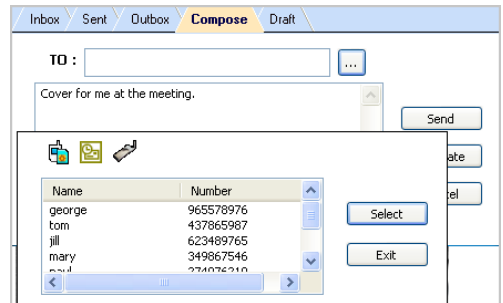 Inbox Sent Outbox Compose Draft
TO :
...
Cover for me at the meeting.
Send
Name Number
george 965578976
tom 437865987
jill 623489765
mary 349867546
Select
Exit